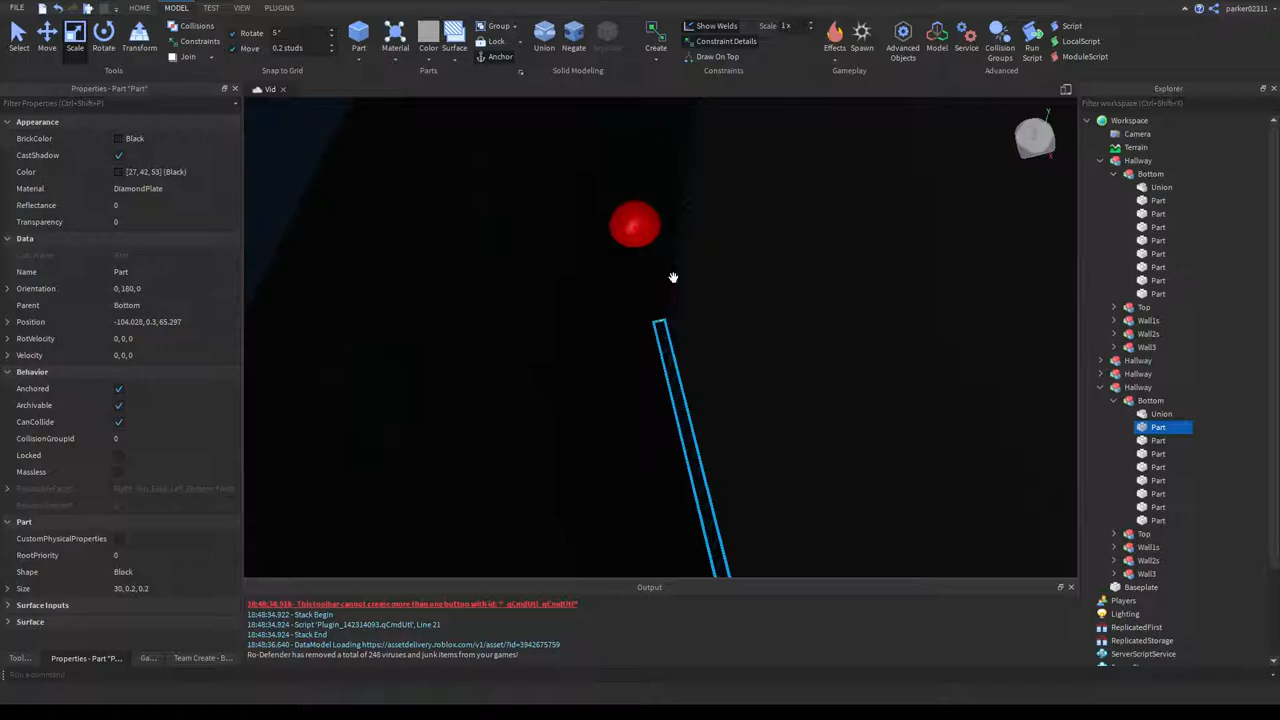 FILE HOME MODEL TEST VIEW PLUGINS parker02311
Select Move Scale Rotate Transform
Collisions
Constraints
Join
Tools
Rotate 5°
Move 0.2 studs
Snap to Grid
Part Material Color Surface
Group
Lock
Anchor
Parts
Union Negate
Solid Modeling
Create
Show Welds Scale 1x
Constraint Details
Draw On Top
Constraints
Effects Spawn
Gameplay
Advanced Objects Model Service Collision Groups Run Script
Script
LocalScript
ModuleScript
Advanced
Properties - Part "Part"
Filter Properties (Ctrl+Shift+P)
Appearance
BrickColor Black
CastShadow
Color [27, 42, 53] (Black)
Material DiamondPlate
Reflectance 0
Transparency 0
Data
Name Part
Orientation 0, 180, 0
Parent Bottom
Position -104.028, 0.3, 65.297
RotVelocity 0, 0, 0
Velocity 0, 0, 0
Behavior
Anchored
Archivable
CanCollide
CollisionGroupId 0
Locked
Massless
Part
CustomPhysicalProperties
RootPriority 0
Shape Block
Size 30, 0.2, 0.2
Surface Inputs
Surface
Tool... Properties - Part "P... Ga... Team Create - B...
Run a command
Vid
Output
18:48:34.918 - This toolbar cannot create more than one button with id: "_qCmdUtl_qCmdUtl"
18:48:34.922 - Stack Begin
18:48:34.924 - Script 'Plugin_142314093.qCmdUtl', Line 21
18:48:34.924 - Stack End
18:48:36.640 - DataModel Loading https://assetdelivery.roblox.com/v1/asset/?id=3942675759
Ro-Defender has removed a total of 248 viruses and junk items from your games!
Explorer
Filter workspace (Ctrl+Shift+X)
Workspace
Camera
Terrain
Hallway
Bottom
Union
Part
Part
Part
Part
Part
Part
Part
Part
Top
Wall1s
Wall2s
Wall3
Hallway
Hallway
Hallway
Bottom
Union
Part
Part
Part
Part
Part
Part
Part
Part
Top
Wall1s
Wall2s
Wall3
Baseplate
Players
Lighting
ReplicatedFirst
ReplicatedStorage
ServerScriptService